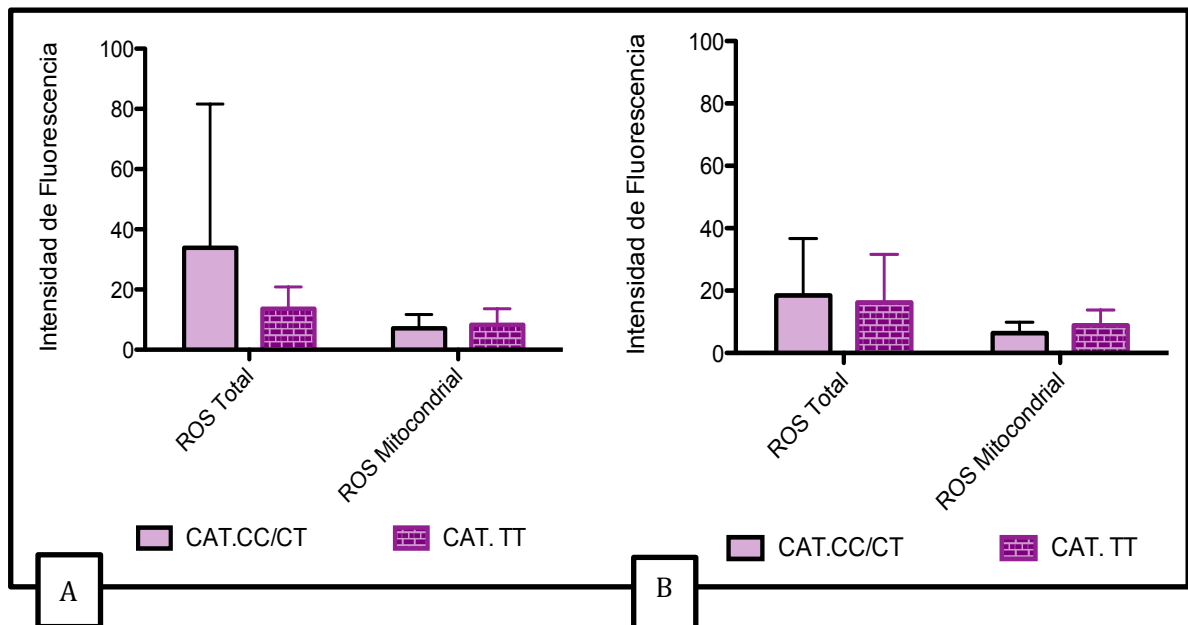 Intensidad de Fluorescencia
100
80
60
40
20
0
ROS Total
ROS Mitocondrial
CAT.CC/CT
CAT. TT
A
Intensidad de Fluorescencia
100
80
60
40
20
0
ROS Total
ROS Mitocondrial
CAT.CC/CT
CAT. TT
B